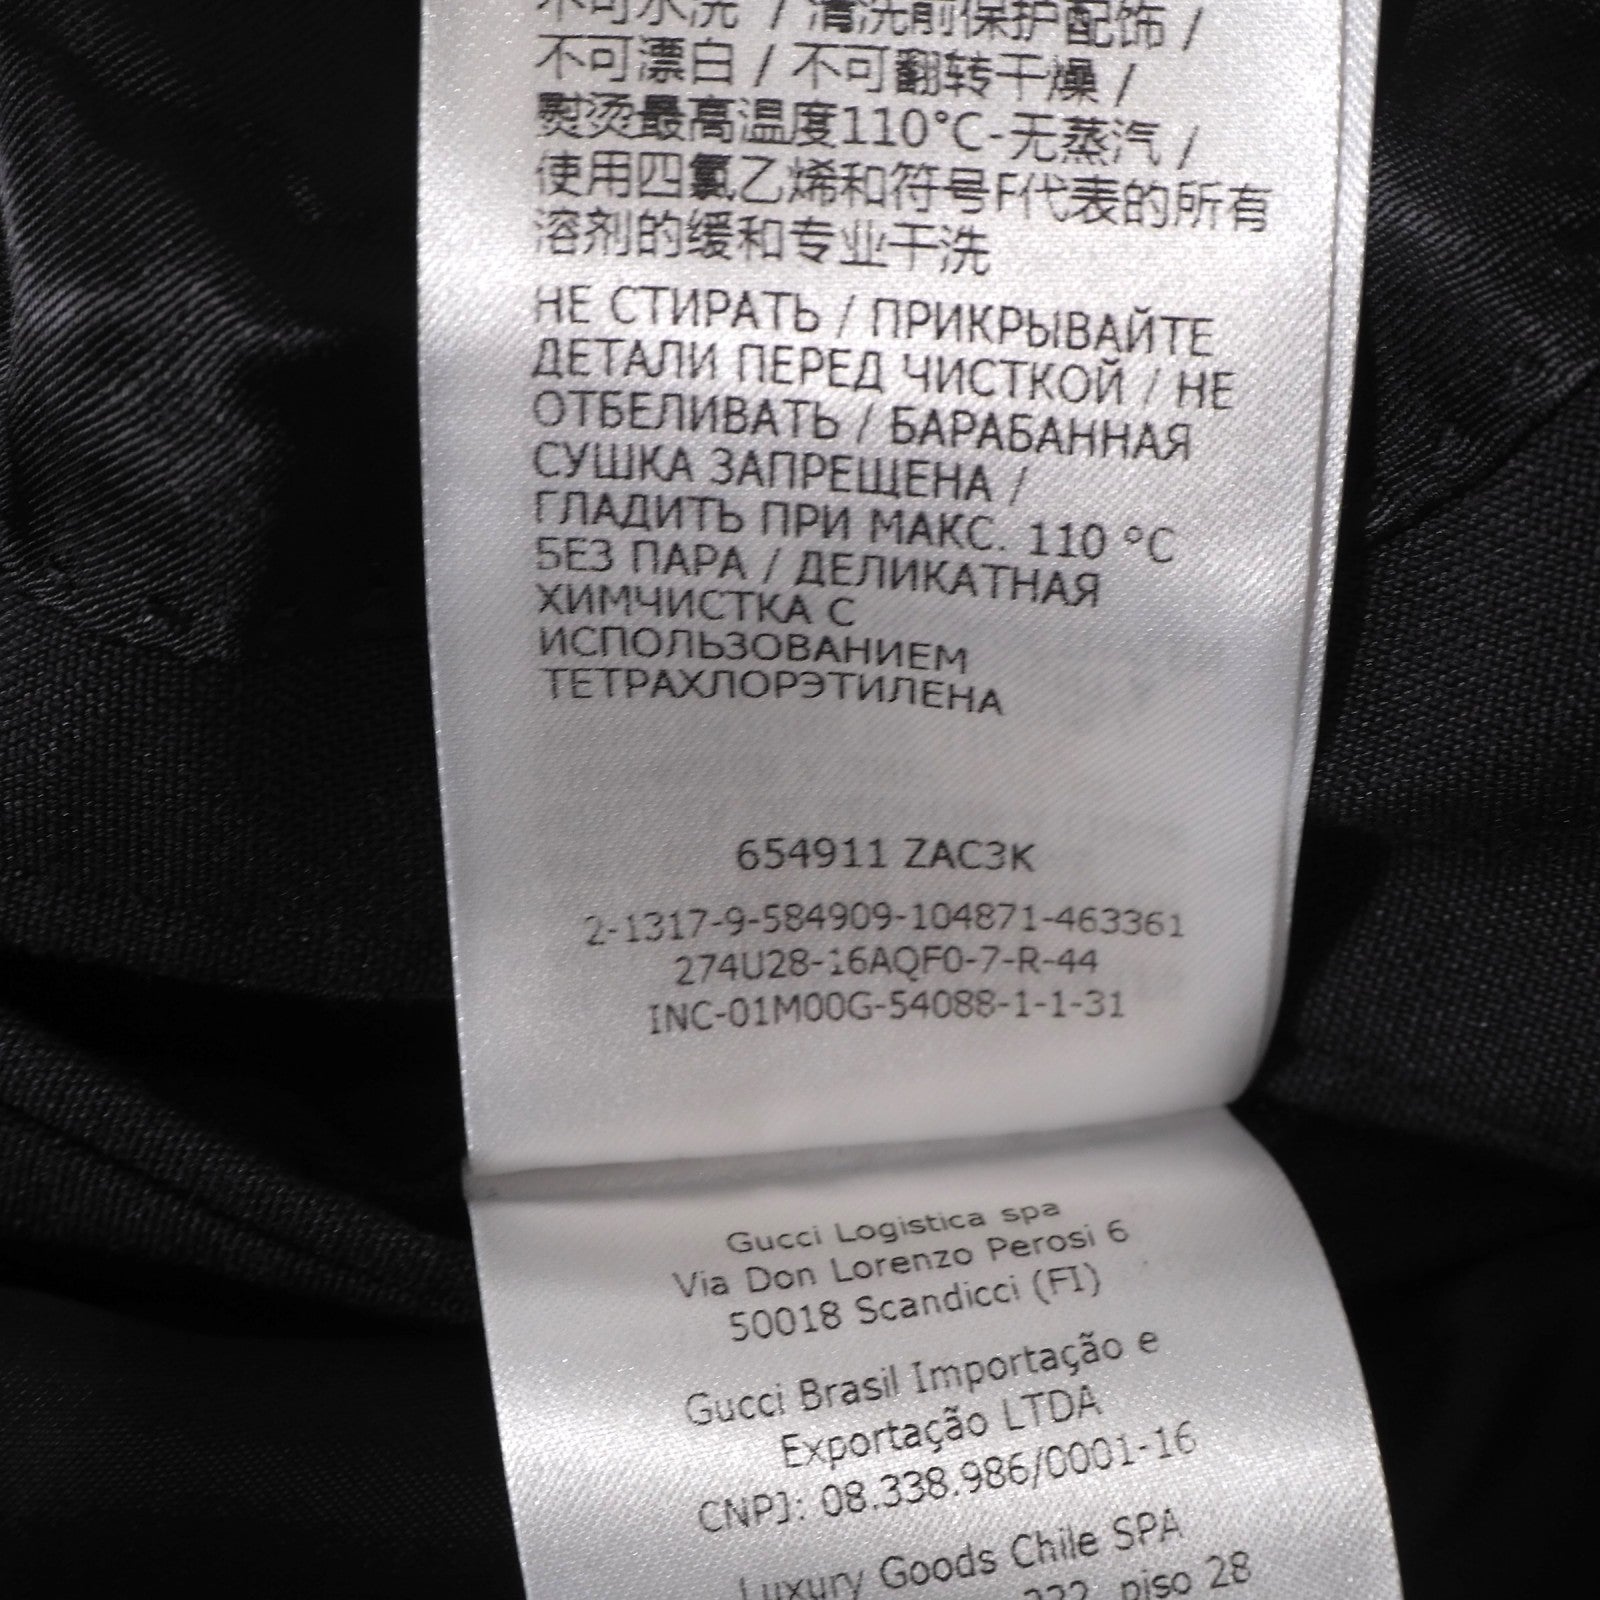 不可水洗 / 清洗前保护配饰 /
不可漂白 / 不可翻转干燥 /
熨烫最高温度110°C-无蒸汽 /
使用四氯乙烯和符号F代表的所有
溶剂的缓和专业干洗
НЕ СТИРАТЬ / ПРИКРЫВАЙТЕ
ДЕТАЛИ ПЕРЕД ЧИСТКОЙ / НЕ
ОТБЕЛИВАТЬ / БАРАБАННАЯ
СУШКА ЗАПРЕЩЕНА /
ГЛАДИТЬ ПРИ МАКС. 110 °C
БЕЗ ПАРА / ДЕЛИКАТНАЯ
ХИМЧИСТКА С
ИСПОЛЬЗОВАНИЕМ
ТЕТРАХЛОРЭТИЛЕНА
654911 ZAC3K
2-1317-9-584909-104871-463361
274U28-16AQF0-7-R-44
INC-01M00G-54088-1-1-31
Gucci Logistica spa
Via Don Lorenzo Perosi 6
50018 Scandicci (FI)
Gucci Brasil Importação e
Exportação LTDA
CNPJ: 08.338.986/0001-16
Luxury Goods Chile SPA
piso 28